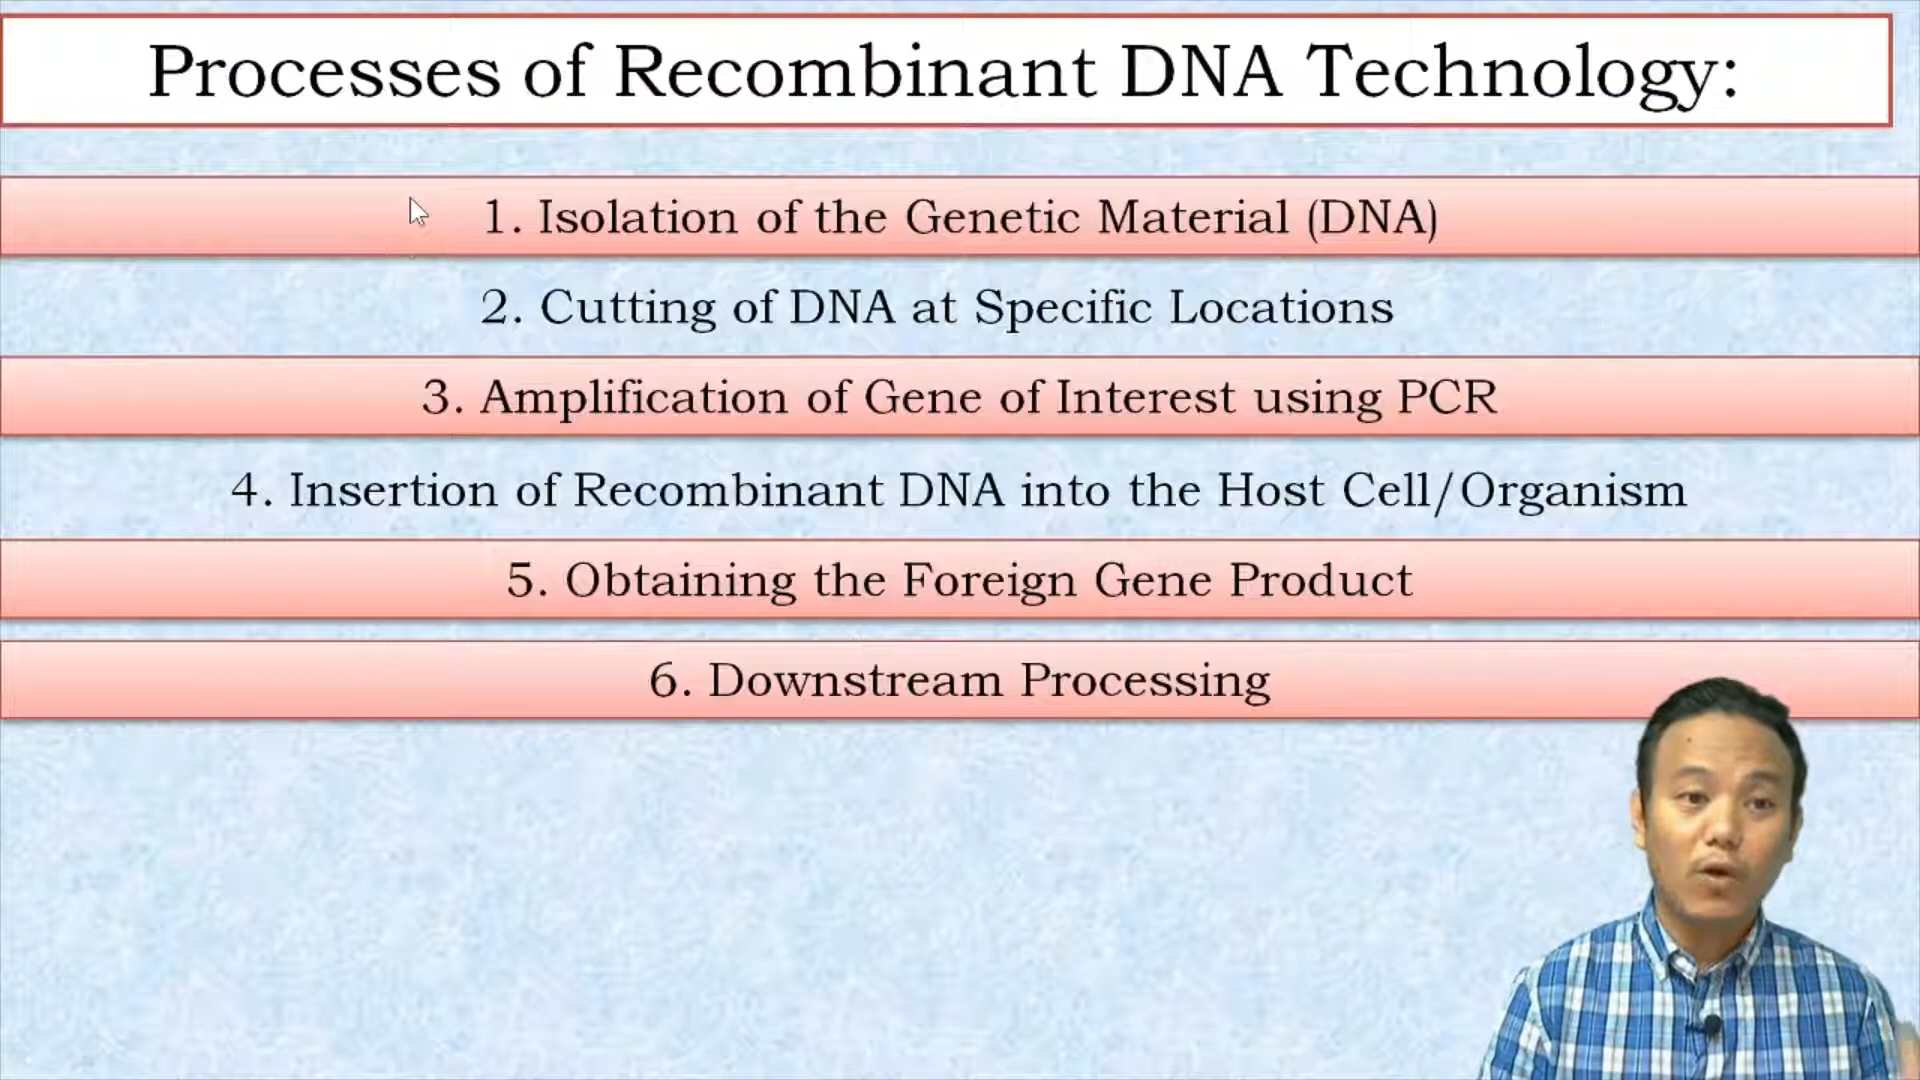 Processes of Recombinant DNA Technology:
1. Isolation of the Genetic Material (DNA)
2. Cutting of DNA at Specific Locations
3. Amplification of Gene of Interest using PCR
4. Insertion of Recombinant DNA into the Host Cell/Organism
5. Obtaining the Foreign Gene Product
6. Downstream Processing